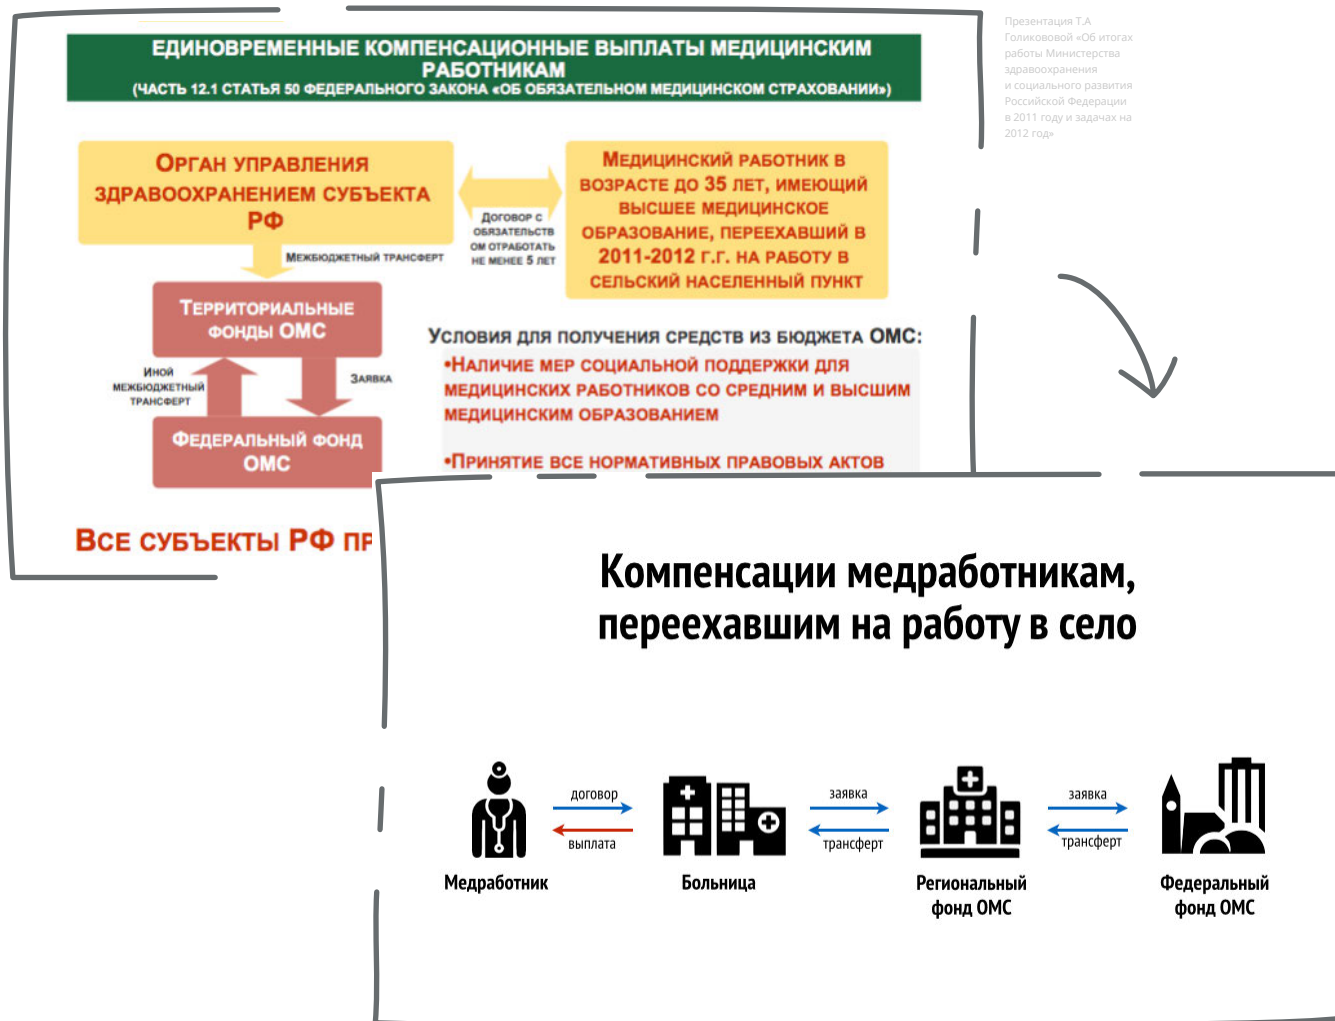 ЕДИНОВРЕМЕННЫЕ КОМПЕНСАЦИОННЫЕ ВЫПЛАТЫ МЕДИЦИНСКИМ
РАБОТНИКАМ
(ЧАСТЬ 12.1 СТАТЬЯ 50 ФЕДЕРАЛЬНОГО ЗАКОНА «ОБ ОБЯЗАТЕЛЬНОМ МЕДИЦИНСКОМ СТРАХОВАНИИ»)
Презентация Т.А
Голикововой «Об итогах
работы Министерства
здравоохранения
и социального развития
Российской Федерации
в 2011 году и задачах на
2012 год»
ОРГАН УПРАВЛЕНИЯ
ЗДРАВООХРАНЕНИЕМ СУБЪЕКТА
РФ
ДОГОВОР С
ОБЯЗАТЕЛЬСТВ
ОМ ОТРАБОТАТЬ
НЕ МЕНЕЕ 5 ЛЕТ
МЕДИЦИНСКИЙ РАБОТНИК В
ВОЗРАСТЕ ДО 35 ЛЕТ, ИМЕЮЩИЙ
ВЫСШЕЕ МЕДИЦИНСКОЕ
ОБРАЗОВАНИЕ, ПЕРЕЕХАВШИЙ В
2011-2012 Г.Г. НА РАБОТУ В
СЕЛЬСКИЙ НАСЕЛЕННЫЙ ПУНКТ
МЕЖБЮДЖЕТНЫЙ ТРАНСФЕРТ
ТЕРРИТОРИАЛЬНЫЕ
ФОНДЫ ОМС
ИНОЙ
МЕЖБЮДЖЕТНЫЙ
ТРАНСФЕРТ
ЗАЯВКА
ФЕДЕРАЛЬНЫЙ ФОНД
ОМС
УСЛОВИЯ ДЛЯ ПОЛУЧЕНИЯ СРЕДСТВ ИЗ БЮДЖЕТА ОМС:
•НАЛИЧИЕ МЕР СОЦИАЛЬНОЙ ПОДДЕРЖКИ ДЛЯ
МЕДИЦИНСКИХ РАБОТНИКОВ СО СРЕДНИМ И ВЫСШИМ
МЕДИЦИНСКИМ ОБРАЗОВАНИЕМ
•ПРИНЯТИЕ ВСЕ НОРМАТИВНЫХ ПРАВОВЫХ АКТОВ
ВСЕ СУБЪЕКТЫ РФ ПР
Компенсации медработникам,
переехавшим на работу в село
договор
выплата
заявка
трансферт
заявка
трансферт
Медработник
Больница
Региональный
фонд ОМС
Федеральный
фонд ОМС